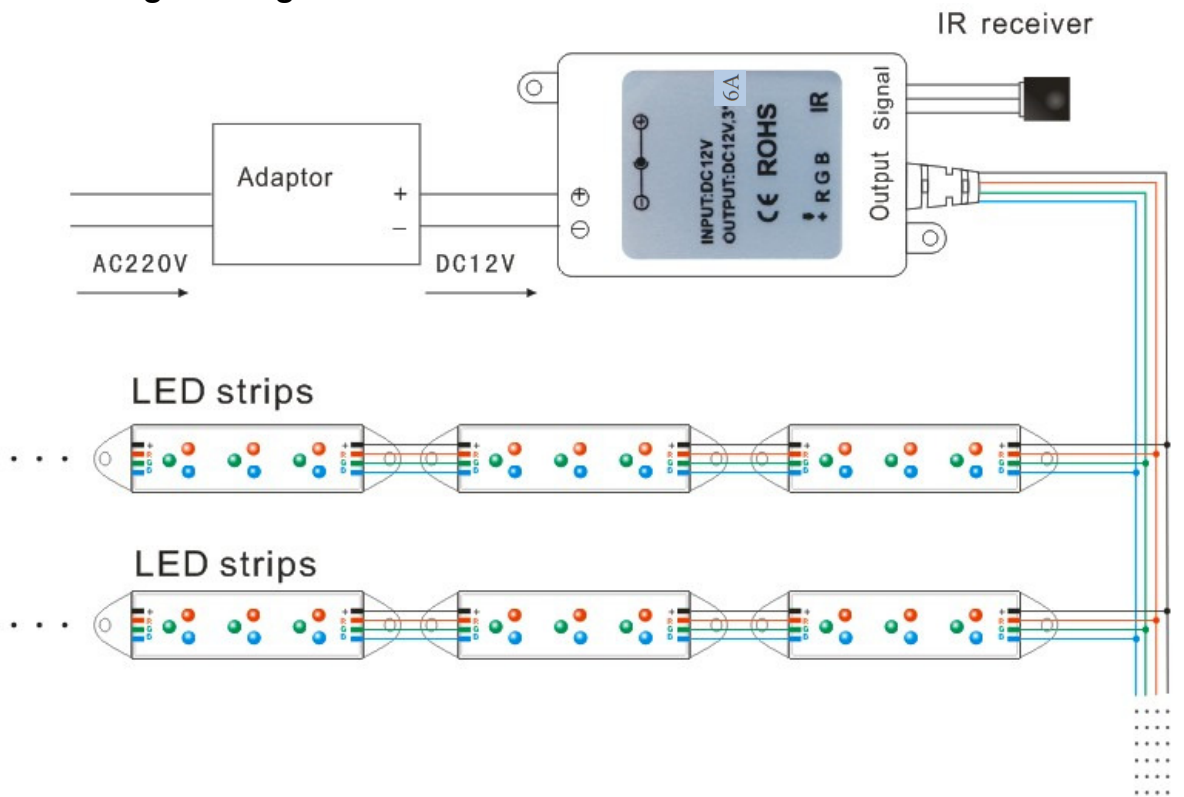 IR receiver
Adaptor
+
−
AC220V
DC12V
⊕
⊖
INPUT:DC12V
OUTPUT:DC12V,3*6A
CE ROHS
+ R G B IR
Signal
Output
LED strips
+ R G D
+ R G D
+ R G D
+ R G D
LED strips
+ R G D
+ R G D
+ R G D
+ R G D